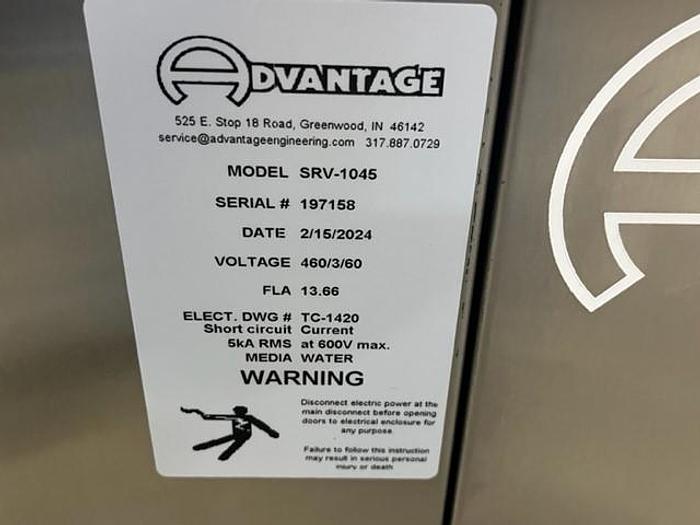 ADVANTAGE
525 E. Stop 18 Road, Greenwood, IN 46142
service@advantageengineering.com 317.887.0729
MODEL SRV-1045
SERIAL # 197158
DATE 2/15/2024
VOLTAGE 460/3/60
FLA 13.66
ELECT. DWG # TC-1420
Short circuit Current
5kA RMS at 600V max.
MEDIA WATER
WARNING
Disconnect electric power at the
main disconnect before opening
doors to electrical enclosure for
any purpose.
Failure to follow this instruction
may result in serious personal
injury or death